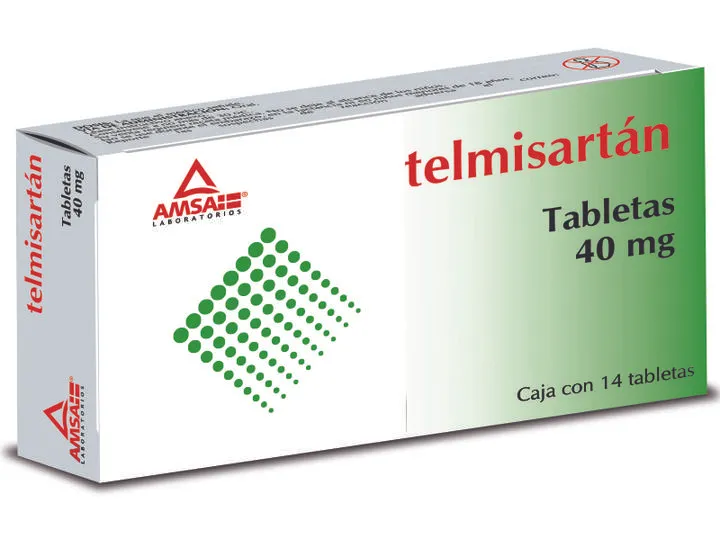 telmisartán
Tabletas
40 mg
AMSA®
LABORATORIOS
telmisartán
Tabletas
40 mg
Caja con 14 tabletas
AMSA
LABORATORIOS